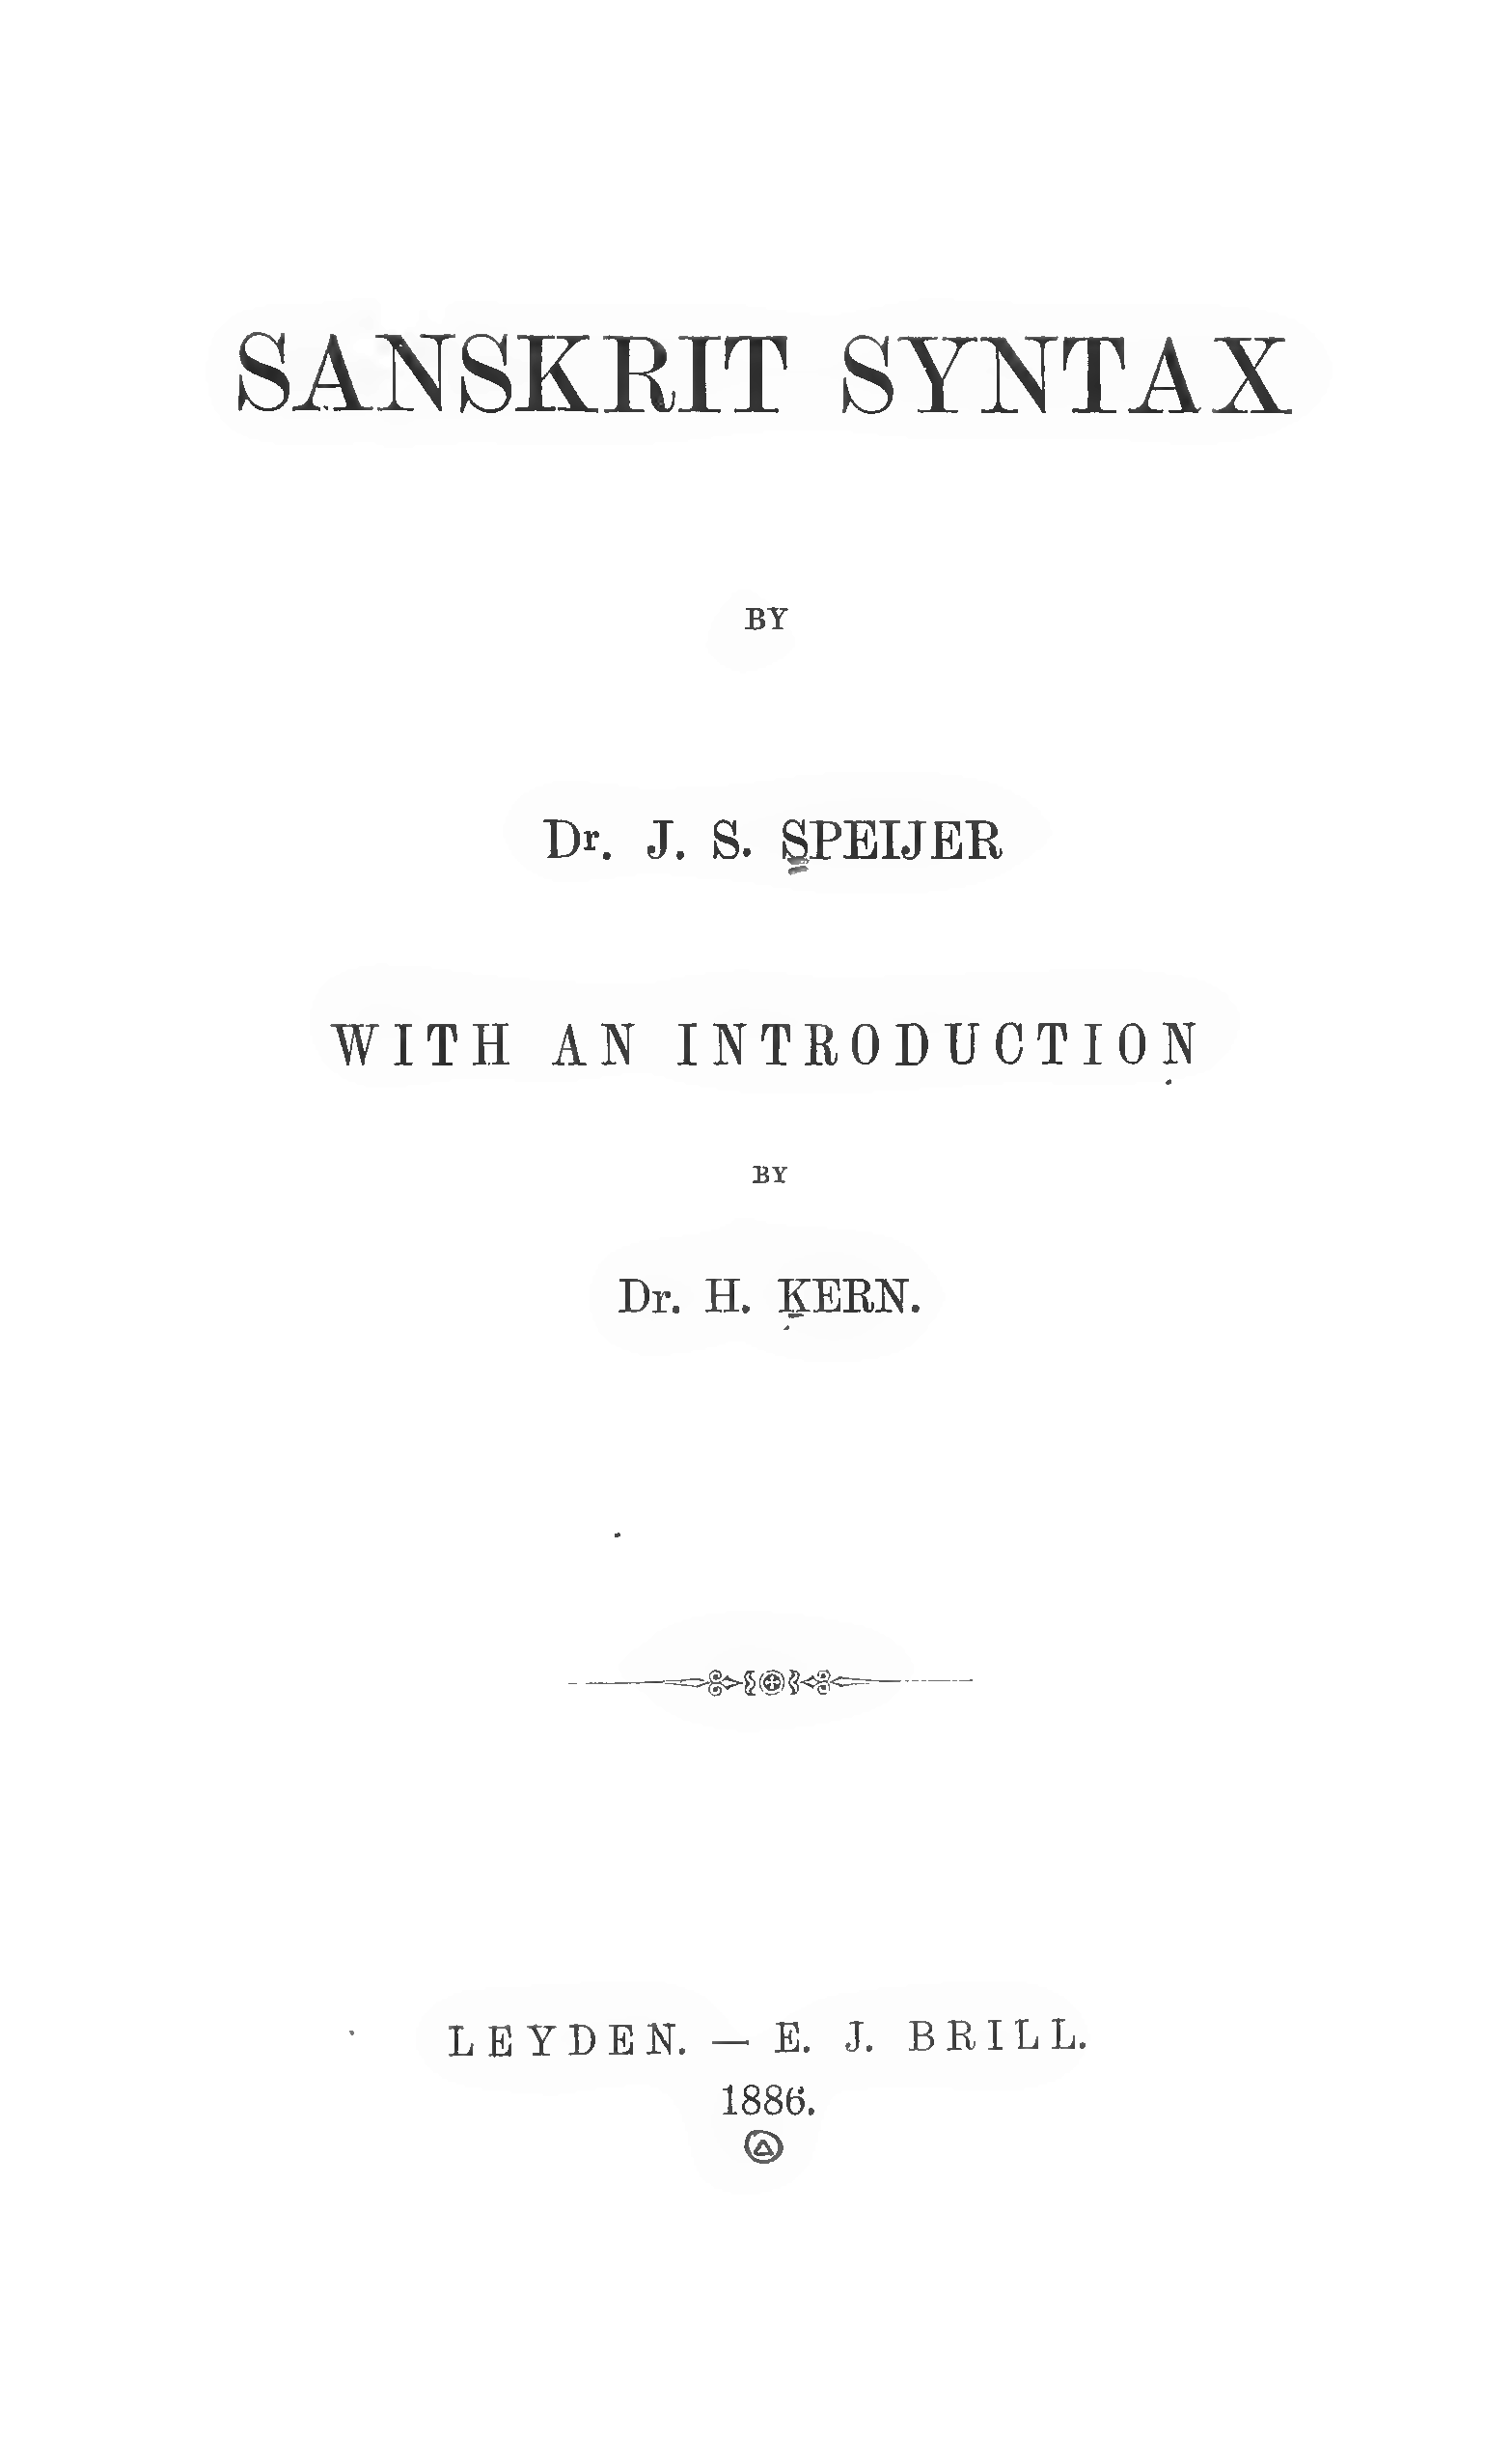 SANSKRIT SYNTAX
BY
Dr. J. S. SPEIJER
WITH AN INTRODUCTION
BY
Dr. H. KERN.
LEYDEN. — E. J. BRILL.
1886.